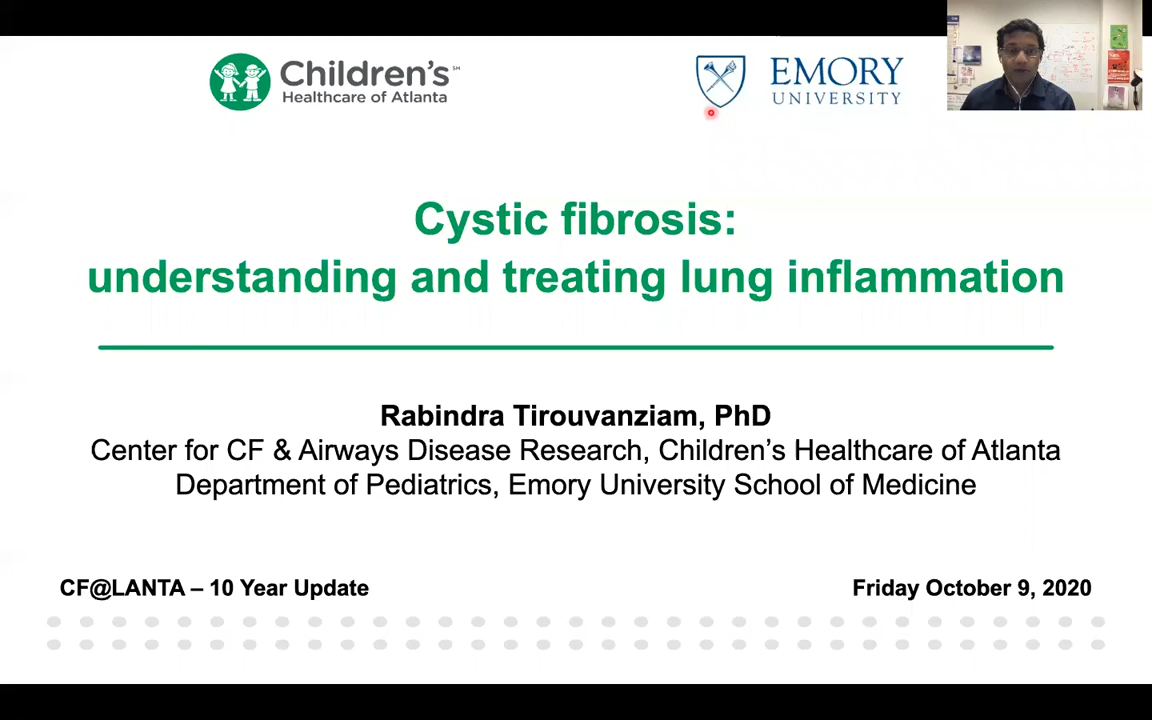 Children's℠
Healthcare of Atlanta
EMORY
UNIVERSITY
Cystic fibrosis:
understanding and treating lung inflammation
Rabindra Tirouvanziam, PhD
Center for CF & Airways Disease Research, Children’s Healthcare of Atlanta
Department of Pediatrics, Emory University School of Medicine
CF@LANTA – 10 Year Update
Friday October 9, 2020